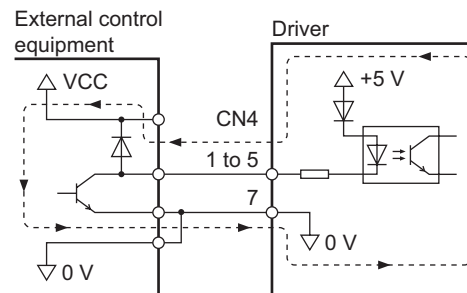 External control
equipment
Driver
VCC
+5 V
CN4
1 to 5
7
0 V
0 V